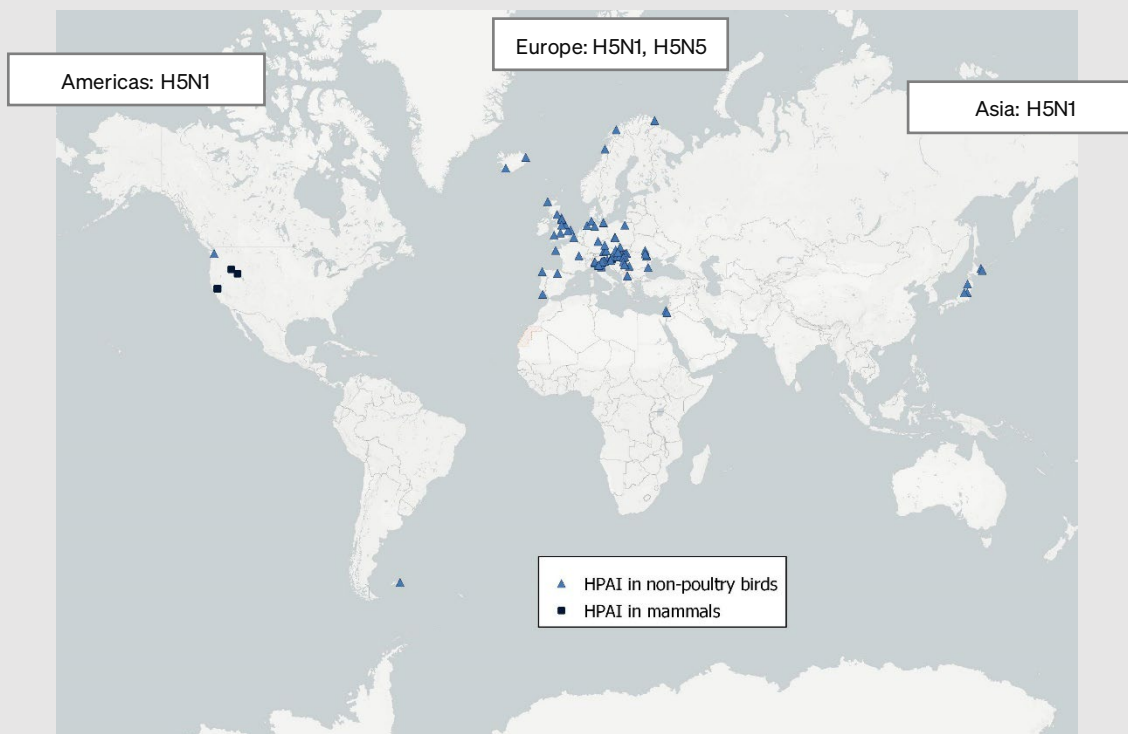 Europe: H5N1, H5N5
Americas: H5N1
Asia: H5N1
HPAI in non-poultry birds
HPAI in mammals